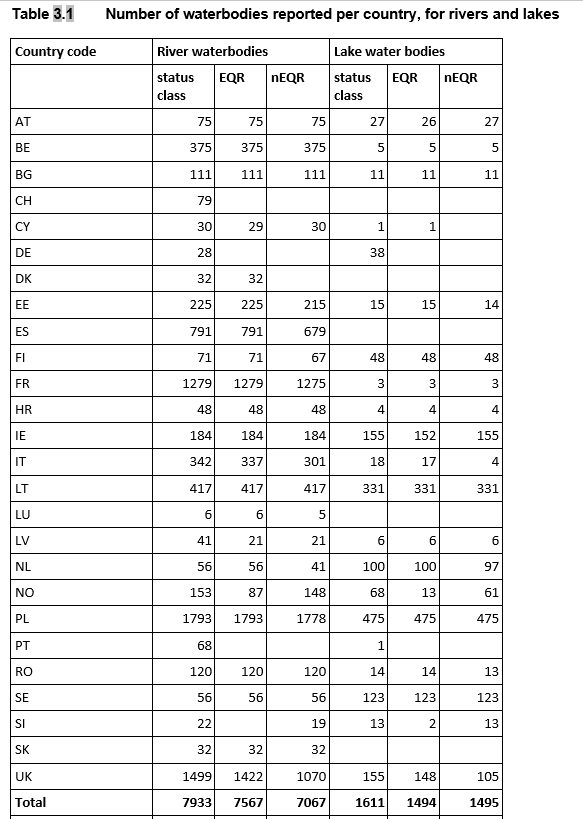 Table 3.1 Number of waterbodies reported per country, for rivers and lakes
Country code River waterbodies Lake water bodies
status class EQR nEQR status class EQR nEQR
AT 75 75 75 27 26 27
BE 375 375 375 5 5 5
BG 111 111 111 11 11 11
CH 79
CY 30 29 30 1 1
DE 28 38
DK 32 32
EE 225 225 215 15 15 14
ES 791 791 679
FI 71 71 67 48 48 48
FR 1279 1279 1275 3 3 3
HR 48 48 48 4 4 4
IE 184 184 184 155 152 155
IT 342 337 301 18 17 4
LT 417 417 417 331 331 331
LU 6 6 5
LV 41 21 21 6 6 6
NL 56 56 41 100 100 97
NO 153 87 148 68 13 61
PL 1793 1793 1778 475 475 475
PT 68 1
RO 120 120 120 14 14 13
SE 56 56 56 123 123 123
SI 22 19 13 2 13
SK 32 32 32
UK 1499 1422 1070 155 148 105
Total 7933 7567 7067 1611 1494 1495